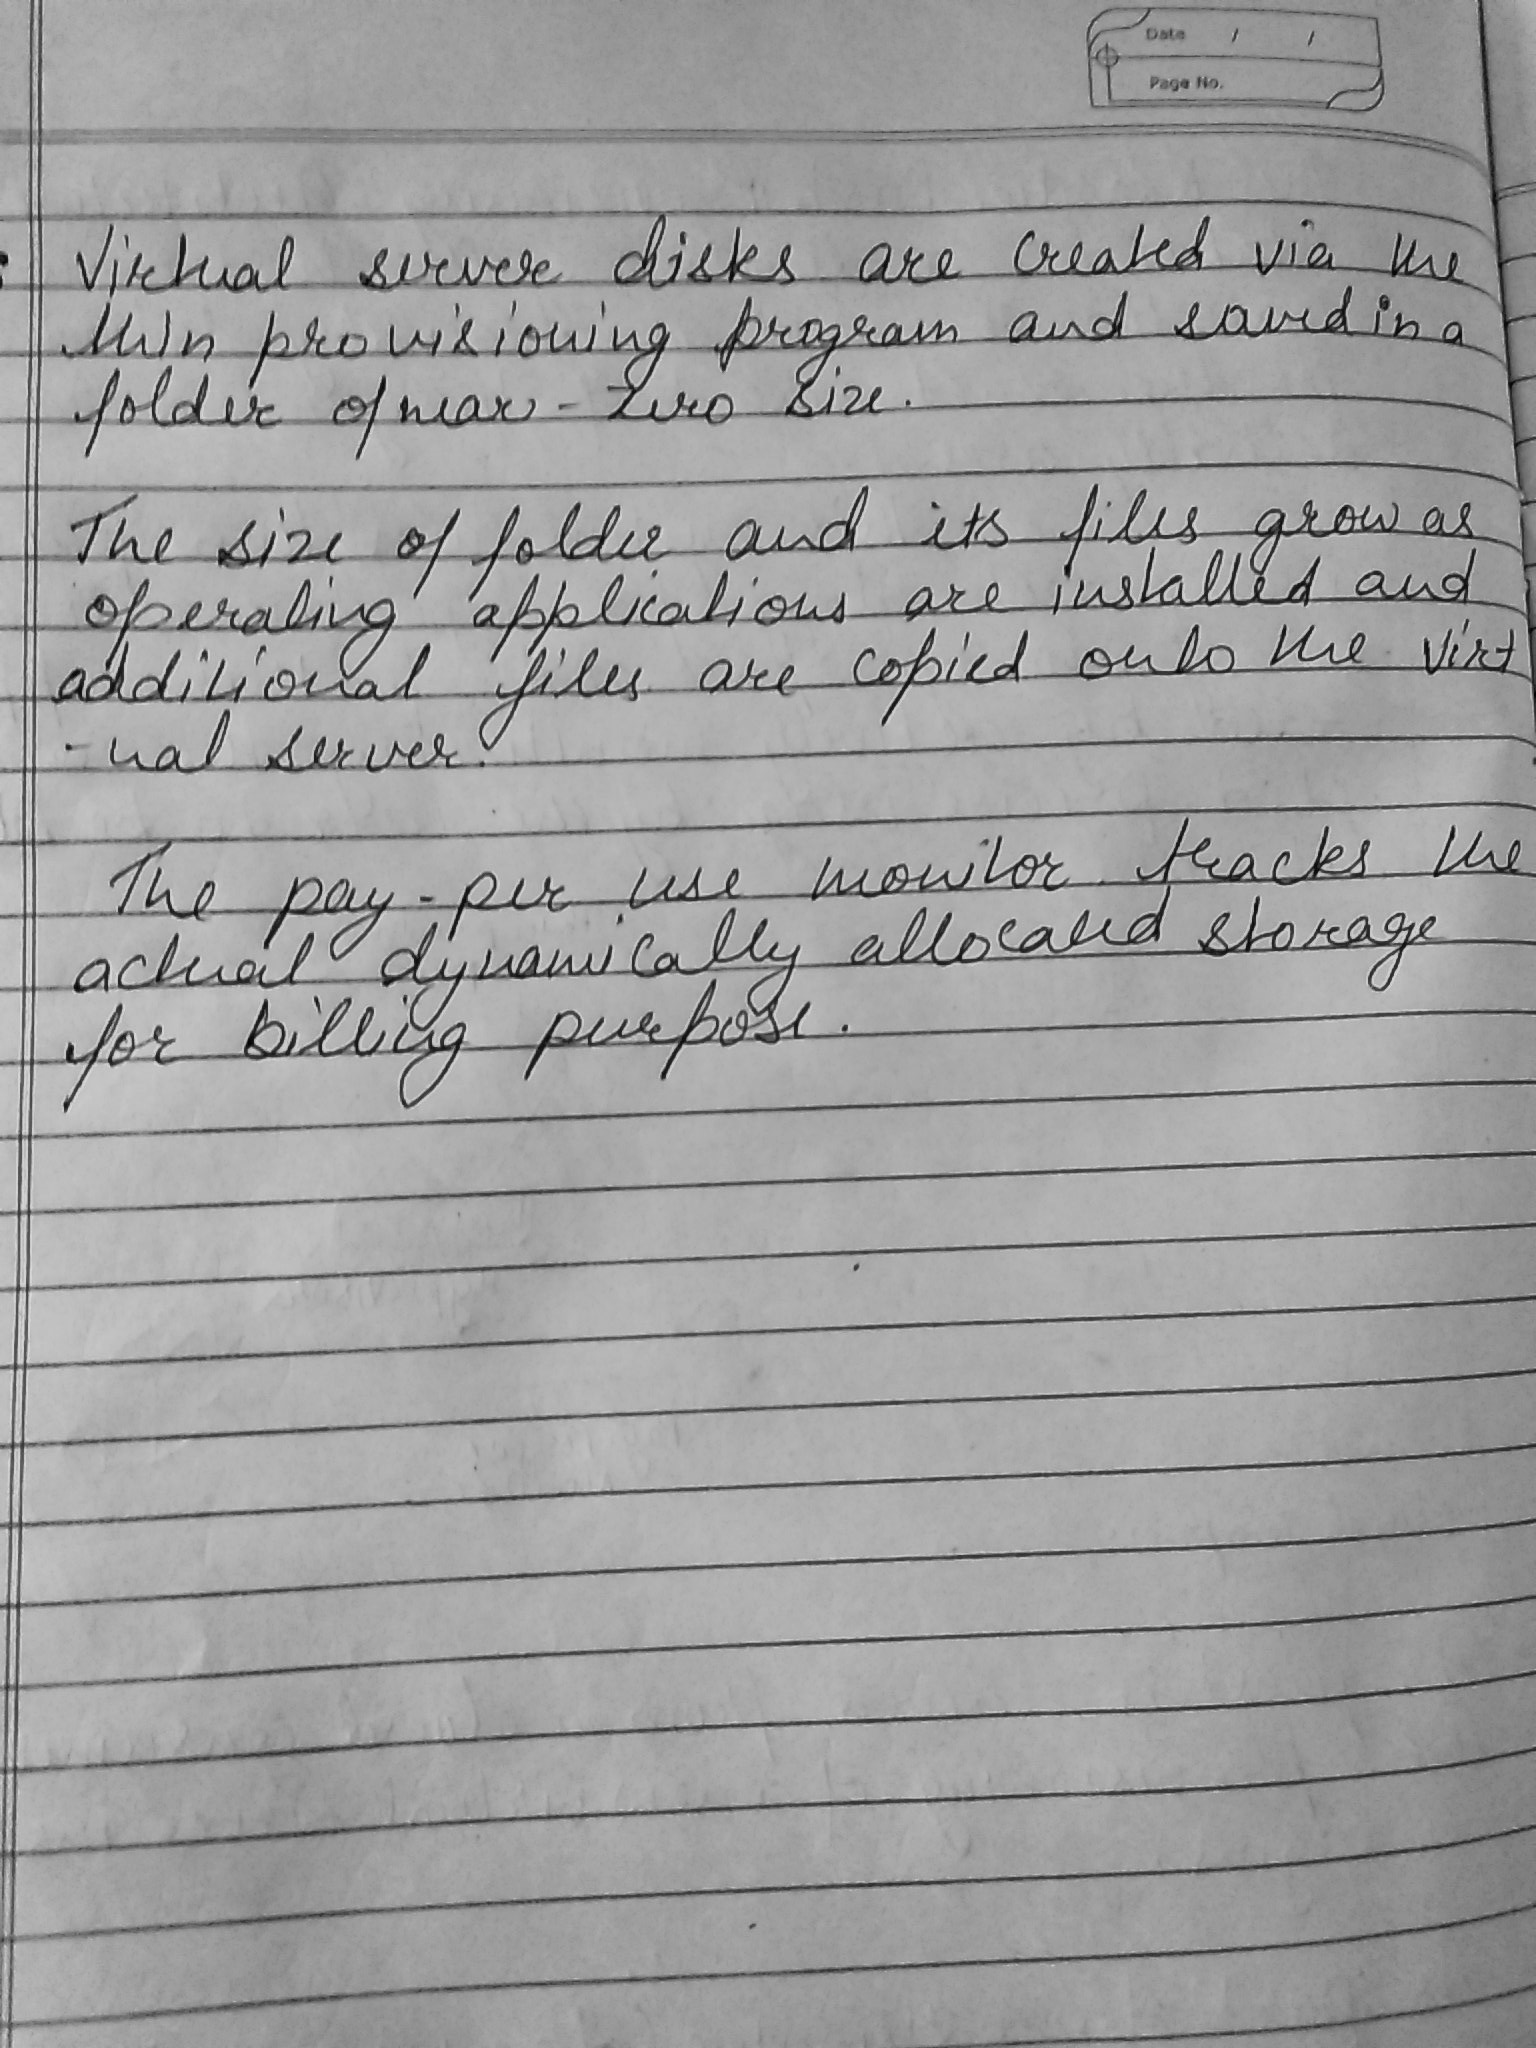 Date / /
Page No.
Virtual server disks are created via the
thin provisioning program and saved in a
folder of near-zero size.
The size of folder and its files grow as
operating applications are installed and
additional files are copied onto the virt
-ual server.
The pay-per use monitor tracks the
actual dynamically allocated storage
for billing purpose.